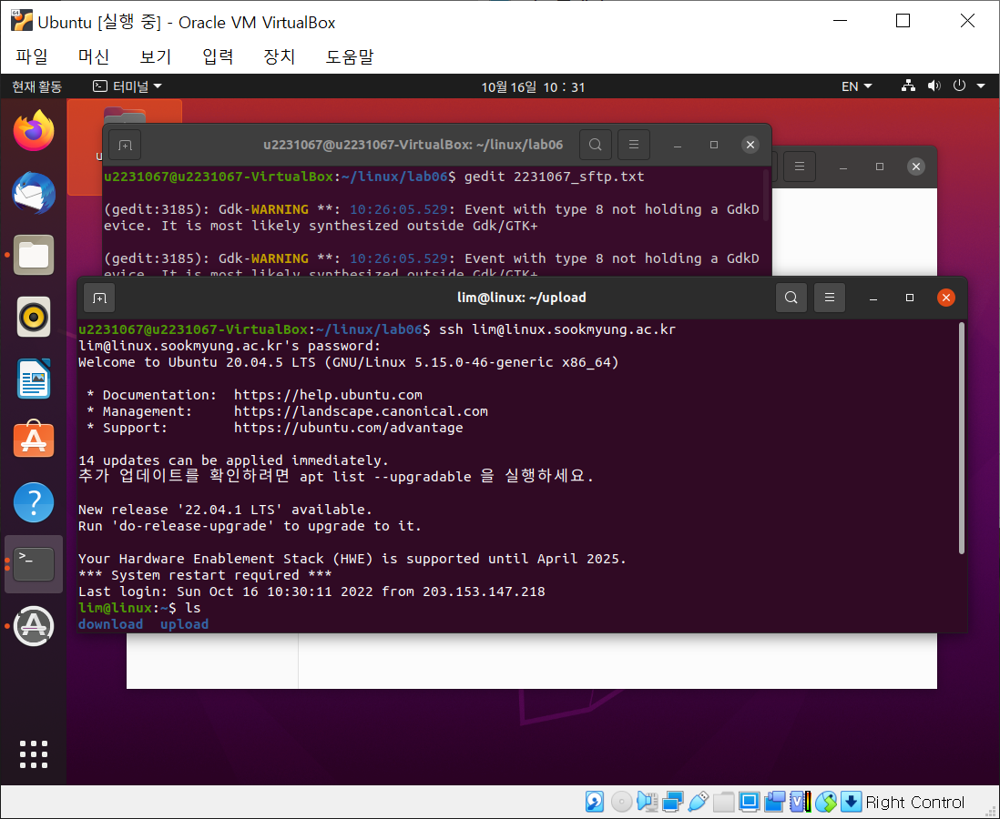 Ubuntu [실행 중] - Oracle VM VirtualBox
파일 머신 보기 입력 장치 도움말
현재 활동 터미널 10월 16일 10 : 31 EN
u2231067@u2231067-VirtualBox: ~/linux/lab06
u2231067@u2231067-VirtualBox:~/linux/lab06$ gedit 2231067_sftp.txt
(gedit:3185): Gdk-WARNING **: 10:26:05.529: Event with type 8 not holding a GdkD
evice. It is most likely synthesized outside Gdk/GTK+
(gedit:3185): Gdk-WARNING **: 10:26:05.529: Event with type 8 not holding a GdkD
evice. It is most likely synthesized outside Gdk/GTK+
lim@linux: ~/upload
u2231067@u2231067-VirtualBox:~/linux/lab06$ ssh lim@linux.sookmyung.ac.kr
lim@linux.sookmyung.ac.kr's password:
Welcome to Ubuntu 20.04.5 LTS (GNU/Linux 5.15.0-46-generic x86_64)
* Documentation: https://help.ubuntu.com
* Management: https://landscape.canonical.com
* Support: https://ubuntu.com/advantage
14 updates can be applied immediately.
추가 업데이트를 확인하려면 apt list --upgradable 을 실행하세요.
New release '22.04.1 LTS' available.
Run 'do-release-upgrade' to upgrade to it.
Your Hardware Enablement Stack (HWE) is supported until April 2025.
*** System restart required ***
Last login: Sun Oct 16 10:30:11 2022 from 203.153.147.218
lim@linux:~$ ls
download upload
Right Control